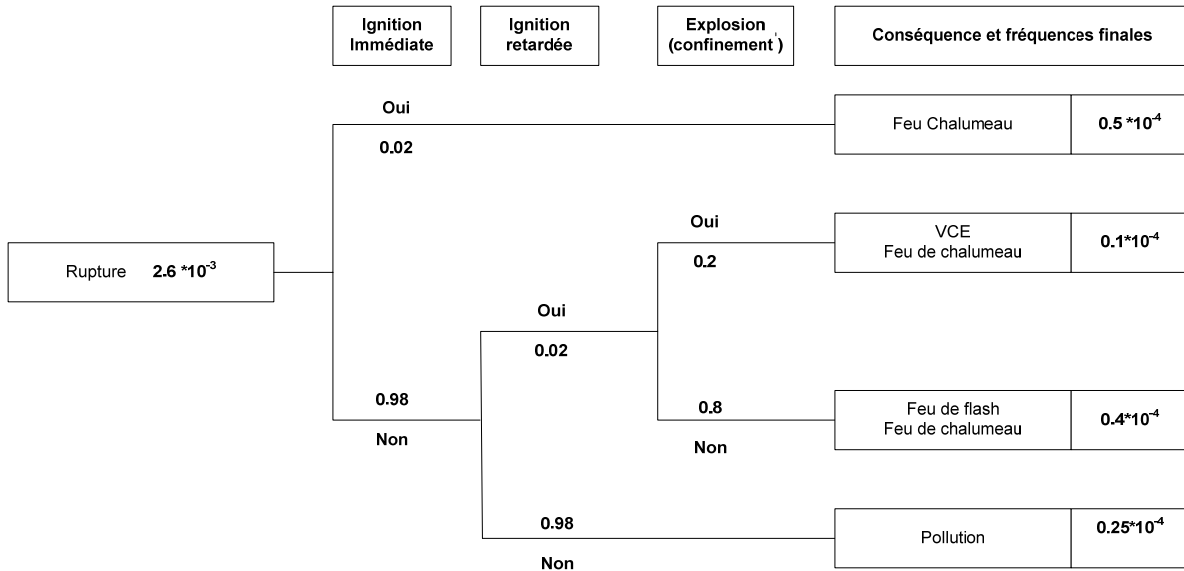 Ignition
Immédiate
Ignition
retardée
Explosion
(confinement)
Conséquence et fréquences finales
Oui
0.02
Feu Chalumeau
0.5 *10⁻⁴
Rupture 2.6 *10⁻³
Oui
0.2
VCE
Feu de chalumeau
0.1*10⁻⁴
Oui
0.02
0.98
Non
0.8
Non
Feu de flash
Feu de chalumeau
0.4*10⁻⁴
0.98
Non
Pollution
0.25*10⁻⁴